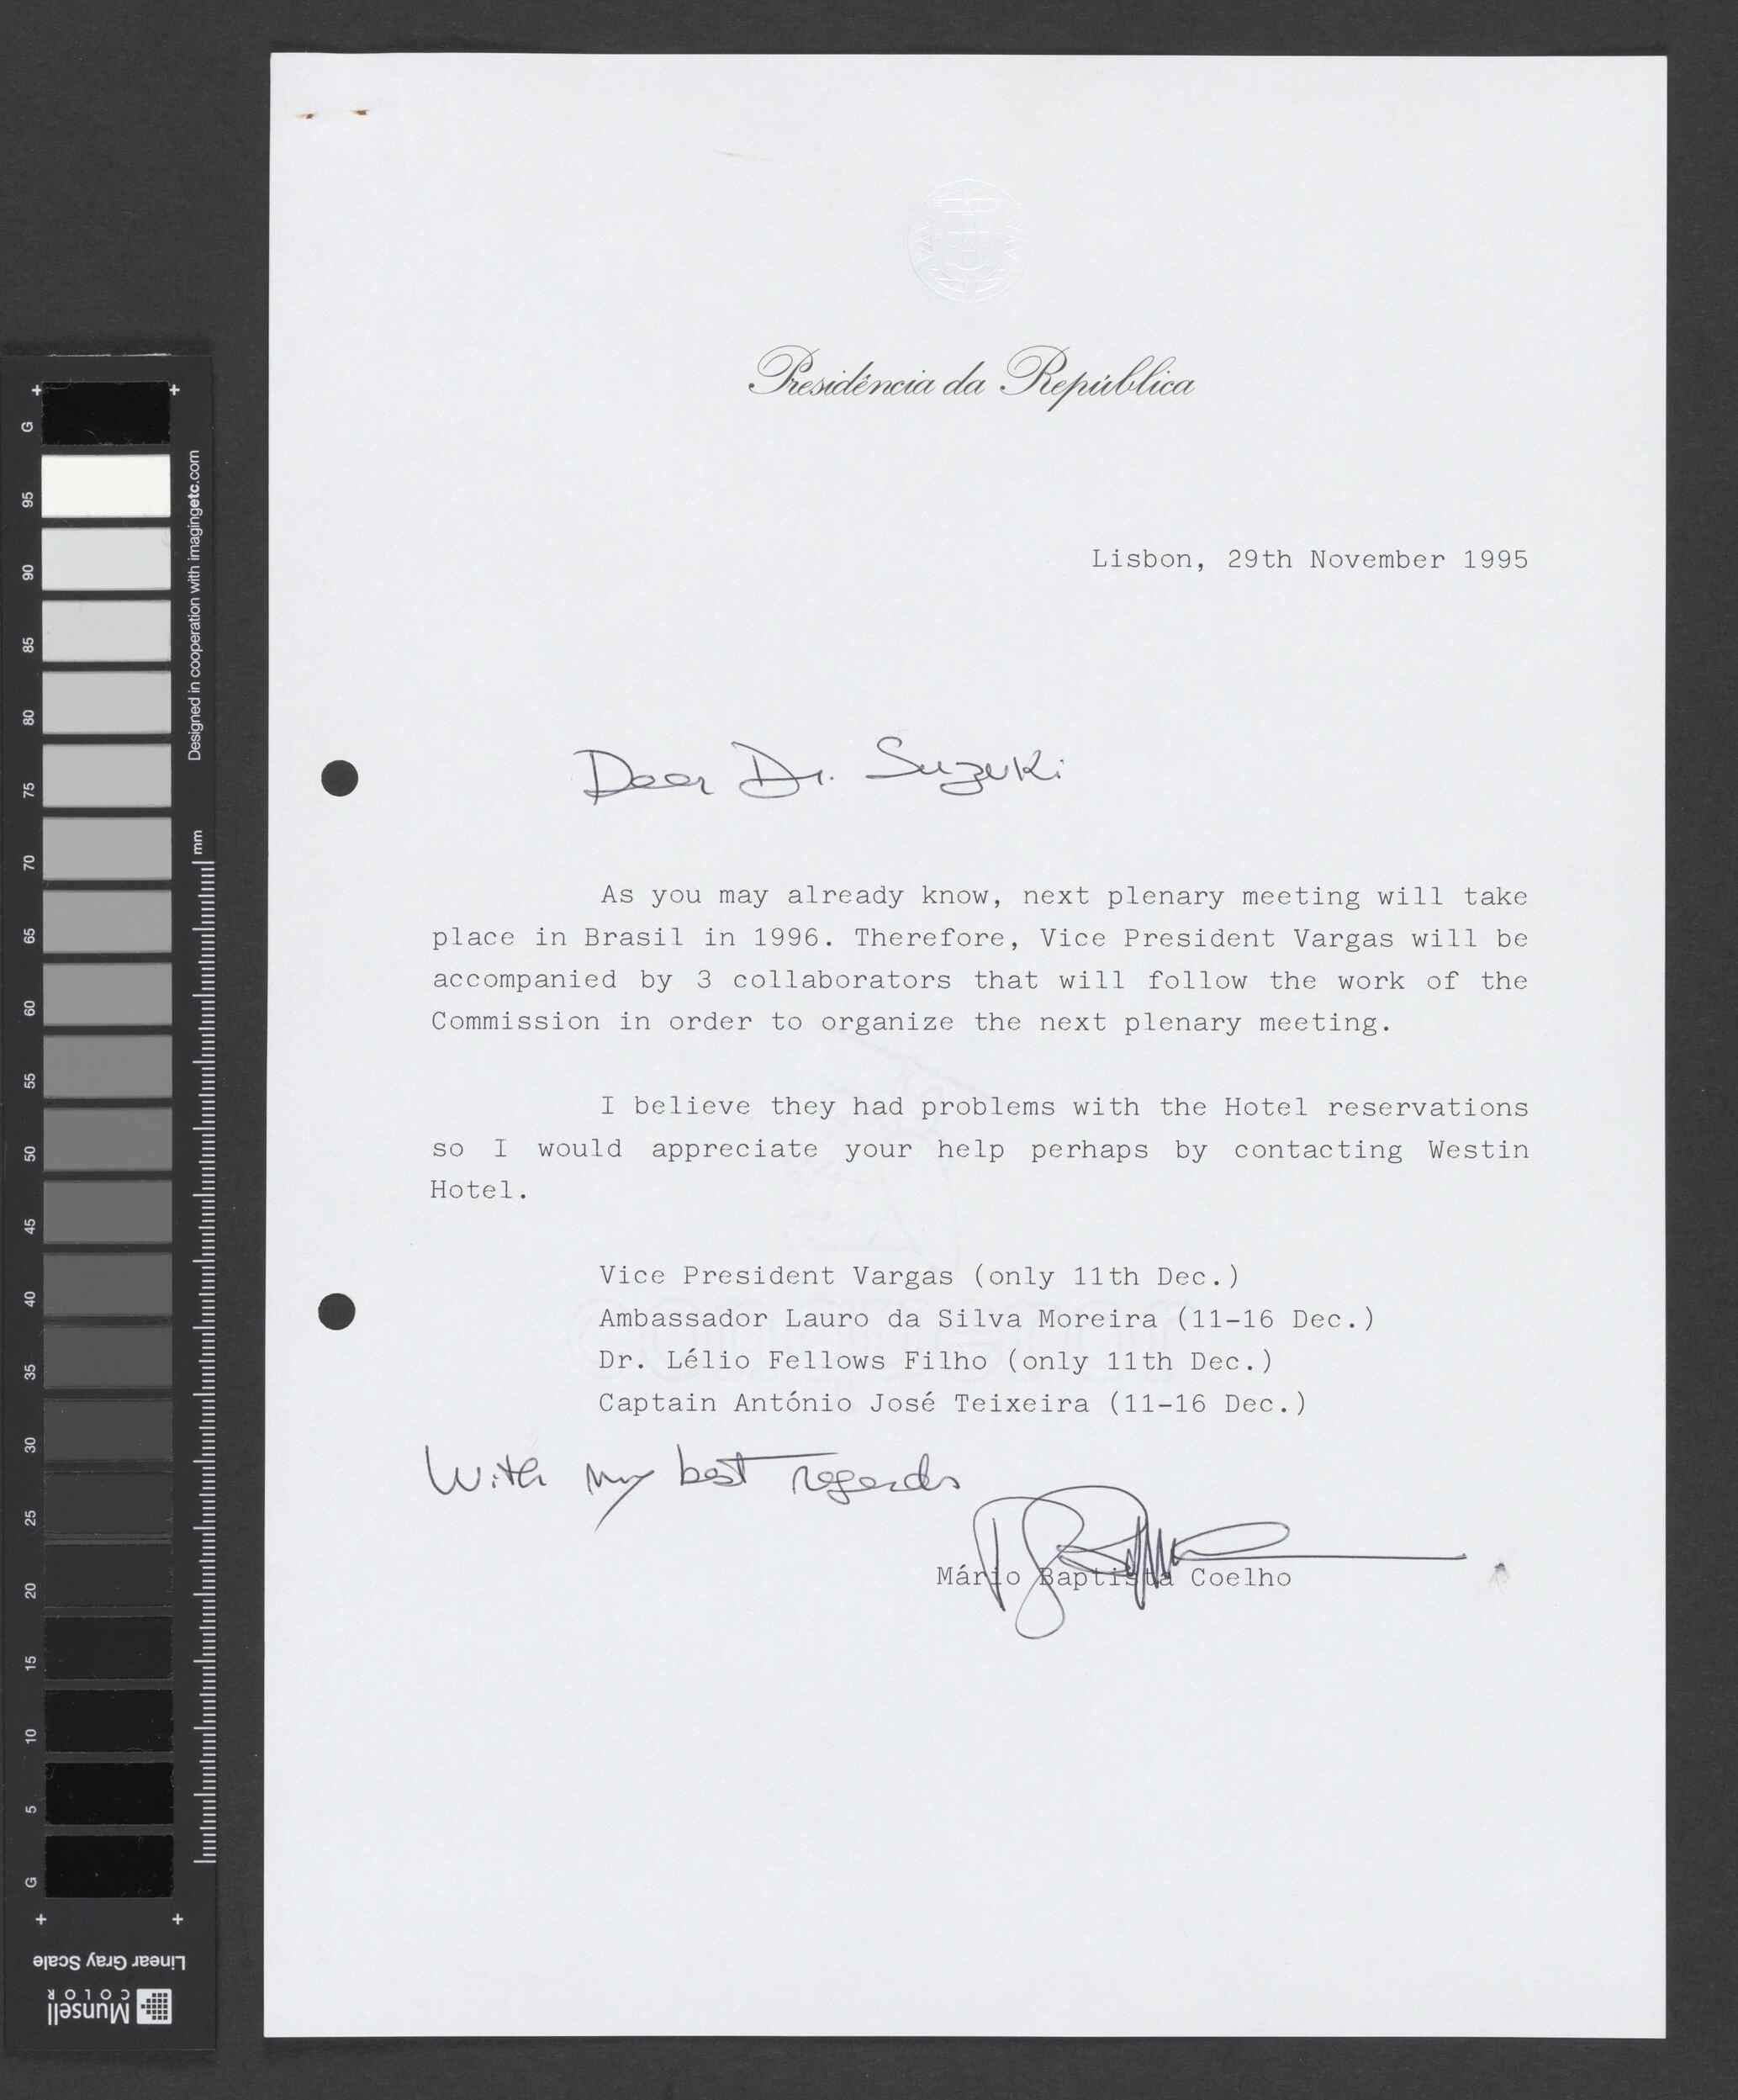 Presidência da República
Lisbon, 29th November 1995
Dear Dr. Suzuki
As you may already know, next plenary meeting will take
place in Brasil in 1996. Therefore, Vice President Vargas will be
accompanied by 3 collaborators that will follow the work of the
Commission in order to organize the next plenary meeting.
I believe they had problems with the Hotel reservations
so I would appreciate your help perhaps by contacting Westin
Hotel.
Vice President Vargas (only 11th Dec.)
Ambassador Lauro da Silva Moreira (11-16 Dec.)
Dr. Lélio Fellows Filho (only 11th Dec.)
Captain António José Teixeira (11-16 Dec.)
With my best regards
Mário Baptista Coelho
G
95
90
85
80
75
70
65
60
55
50
45
40
35
30
25
20
15
10
5
G
Designed in cooperation with imagingetc.com
mm
Linear Gray Scale
Munsell
COLOR